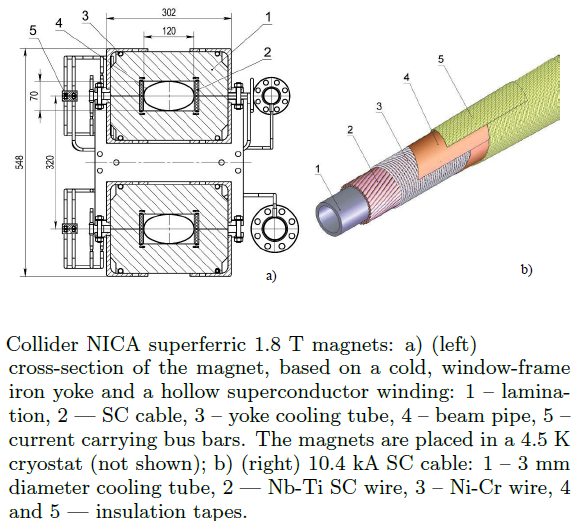 302
120
3
4
5
1
2
70
320
548
a)
5
4
3
2
1
b)
Collider NICA superferric 1.8 T magnets: a) (left)
cross-section of the magnet, based on a cold, window-frame
iron yoke and a hollow superconductor winding: 1 – lamina-
tion, 2 — SC cable, 3 – yoke cooling tube, 4 – beam pipe, 5 –
current carrying bus bars. The magnets are placed in a 4.5 K
cryostat (not shown); b) (right) 10.4 kA SC cable: 1 – 3 mm
diameter cooling tube, 2 — Nb-Ti SC wire, 3 – Ni-Cr wire, 4
and 5 — insulation tapes.